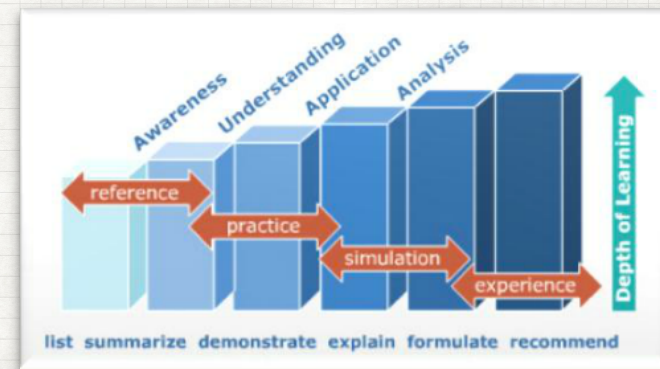 Awareness
Understanding
Application
Analysis
reference
practice
simulation
experience
Depth of Learning
list summarize demonstrate explain formulate recommend